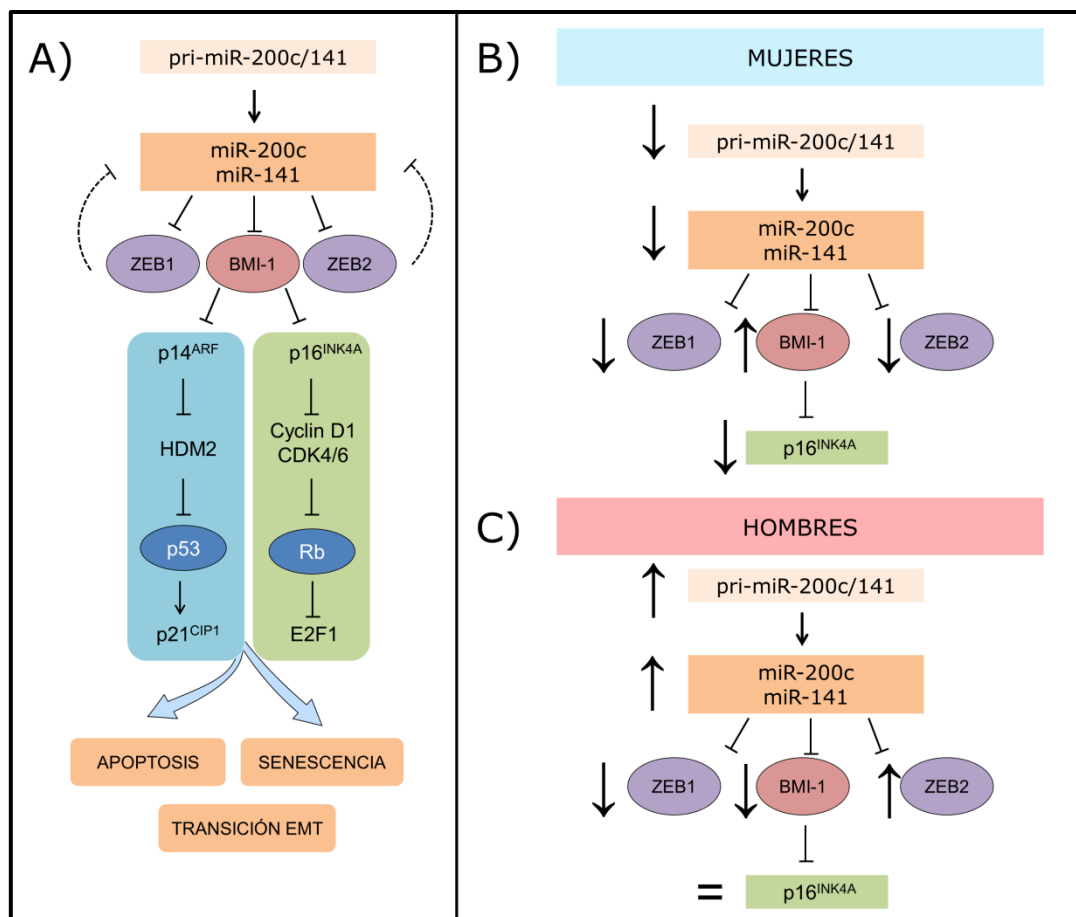 A)
pri-miR-200c/141
miR-200c
miR-141
ZEB1
BMI-1
ZEB2
p14ARF
p16INK4A
HDM2
Cyclin D1
CDK4/6
p53
Rb
p21CIP1
E2F1
APOPTOSIS
SENESCENCIA
TRANSICIÓN EMT
B)
MUJERES
pri-miR-200c/141
miR-200c
miR-141
ZEB1
BMI-1
ZEB2
p16INK4A
C)
HOMBRES
pri-miR-200c/141
miR-200c
miR-141
ZEB1
BMI-1
ZEB2
=
p16INK4A